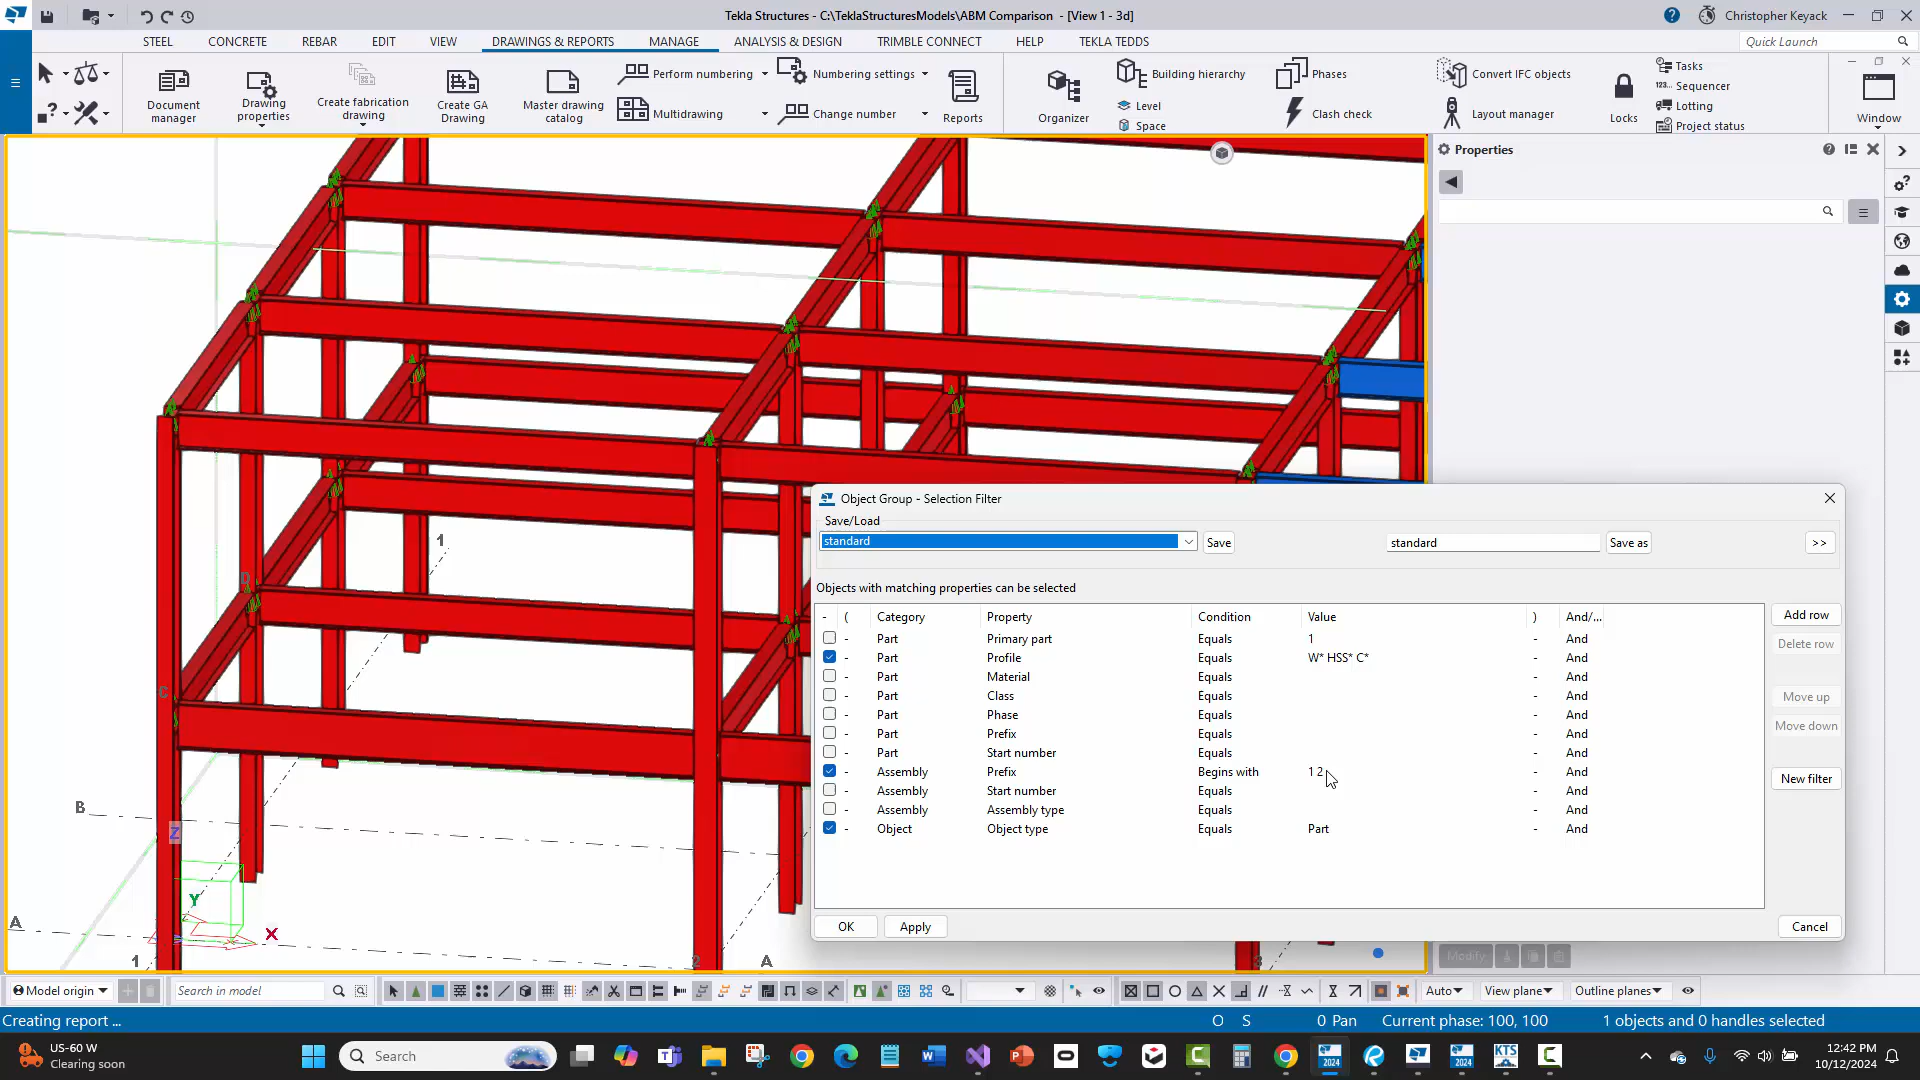 Tekla Structures - C:\TeklaStructuresModels\ABM Comparison - [View 1 - 3d]
Christopher Keyack
STEEL CONCRETE REBAR EDIT VIEW DRAWINGS & REPORTS MANAGE ANALYSIS & DESIGN TRIMBLE CONNECT HELP TEKLA TEDDS
Quick Launch
Document manager
Drawing properties
Create fabrication drawing
Create GA Drawing
Master drawing catalog
Perform numbering
Multidrawing
Numbering settings
Change number
Reports
Organizer
Building hierarchy
Level
Space
Phases
Clash check
Convert IFC objects
Layout manager
Locks
Tasks
Sequencer
Lotting
Project status
Window
Properties
1
D
C
B
Z
A
Y
X
1
2
A
3
Object Group - Selection Filter
Save/Load
standard
Save
standard
Save as
>>
Objects with matching properties can be selected
- ( Category Property Condition Value ) And/...
- Part Primary part Equals 1 - And
- Part Profile Equals W* HSS* C* - And
- Part Material Equals - And
- Part Class Equals - And
- Part Phase Equals - And
- Part Prefix Equals - And
- Part Start number Equals - And
- Assembly Prefix Begins with 1 2 - And
- Assembly Start number Equals - And
- Assembly Assembly type Equals - And
- Object Object type Equals Part - And
Add row
Delete row
Move up
Move down
New filter
OK
Apply
Cancel
Modify
Model origin
Search in model
Auto
View plane
Outline planes
Creating report ...
O S 0 Pan Current phase: 100, 100 1 objects and 0 handles selected
US-60 W
Clearing soon
Search
2024
2024
KTS
12:42 PM
10/12/2024